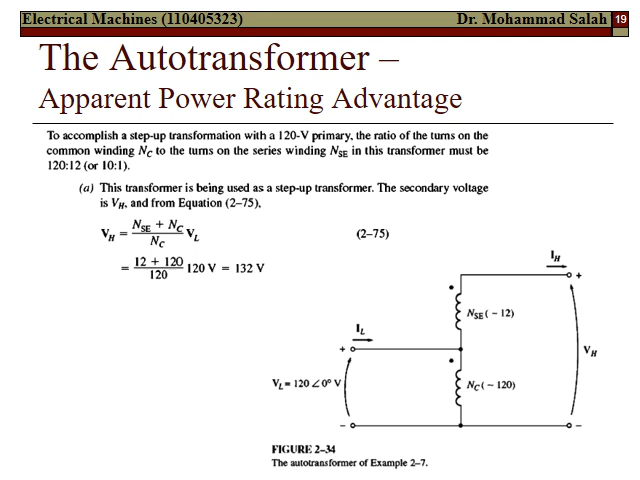 Electrical Machines (110405323)
Dr. Mohammad Salah 19
The Autotransformer –
Apparent Power Rating Advantage
To accomplish a step-up transformation with a 120-V primary, the ratio of the turns on the
common winding N_C to the turns on the series winding N_SE in this transformer must be
120:12 (or 10:1).
(a) This transformer is being used as a step-up transformer. The secondary voltage
is V_H, and from Equation (2–75),
V_H = (N_SE + N_C)/N_C V_L (2–75)
= (12 + 120)/120 120 V = 132 V
I_H
+
N_SE (~ 12)
I_L
+
V_H
V_L = 120 ∠0° V
N_C (~ 120)
–
–
FIGURE 2–34
The autotransformer of Example 2–7.